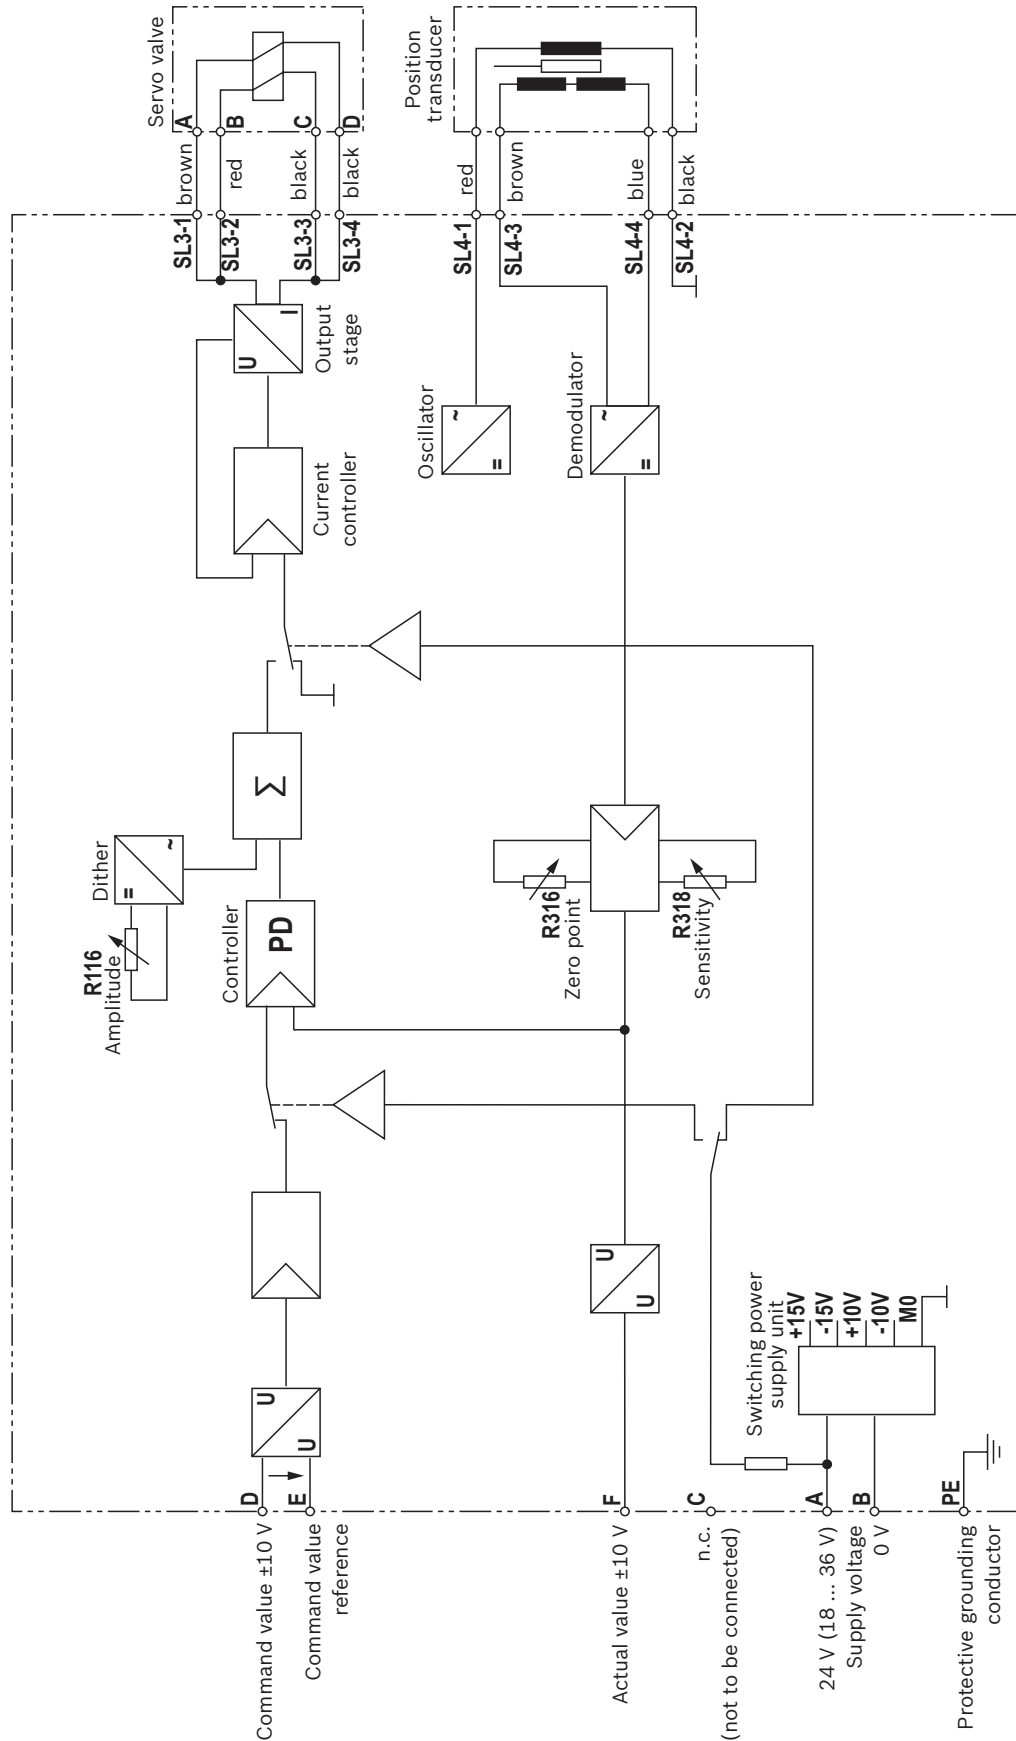 Command value ±10 V
D
E
Command value
reference
U
U
R116
Amplitude
Dither
=
~
Controller
PD
Σ
Current
controller
U
I
Output
stage
SL3-1
SL3-2
SL3-3
SL3-4
brown
red
black
black
A
B
C
D
Servo valve
Actual value ±10 V
F
U
U
R316
Zero point
R318
Sensitivity
Oscillator
=
~
Demodulator
=
~
SL4-1
SL4-3
SL4-4
SL4-2
red
brown
blue
black
Position
transducer
n.c.
(not to be connected)
C
24 V (18 ... 36 V)
Supply voltage
0 V
A
B
Switching power
supply unit
+15V
-15V
+10V
-10V
M0
Protective grounding
conductor
PE